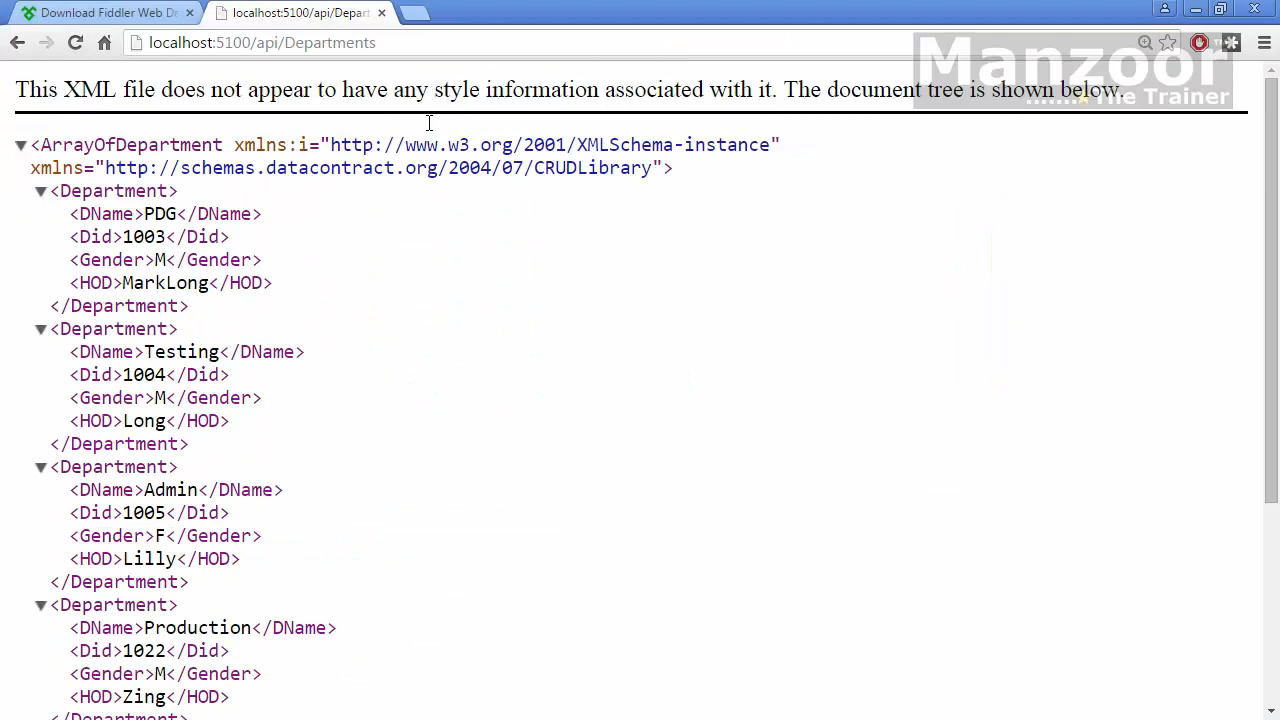 Download Fiddler Web De
localhost:5100/api/Depart
localhost:5100/api/Departments
Manzoor
........The Trainer
This XML file does not appear to have any style information associated with it. The document tree is shown below.
<ArrayOfDepartment xmlns:i="http://www.w3.org/2001/XMLSchema-instance"
xmlns="http://schemas.datacontract.org/2004/07/CRUDLibrary">
<Department>
<DName>PDG</DName>
<Did>1003</Did>
<Gender>M</Gender>
<HOD>MarkLong</HOD>
</Department>
<Department>
<DName>Testing</DName>
<Did>1004</Did>
<Gender>M</Gender>
<HOD>Long</HOD>
</Department>
<Department>
<DName>Admin</DName>
<Did>1005</Did>
<Gender>F</Gender>
<HOD>Lilly</HOD>
</Department>
<Department>
<DName>Production</DName>
<Did>1022</Did>
<Gender>M</Gender>
<HOD>Zing</HOD>
</Department>